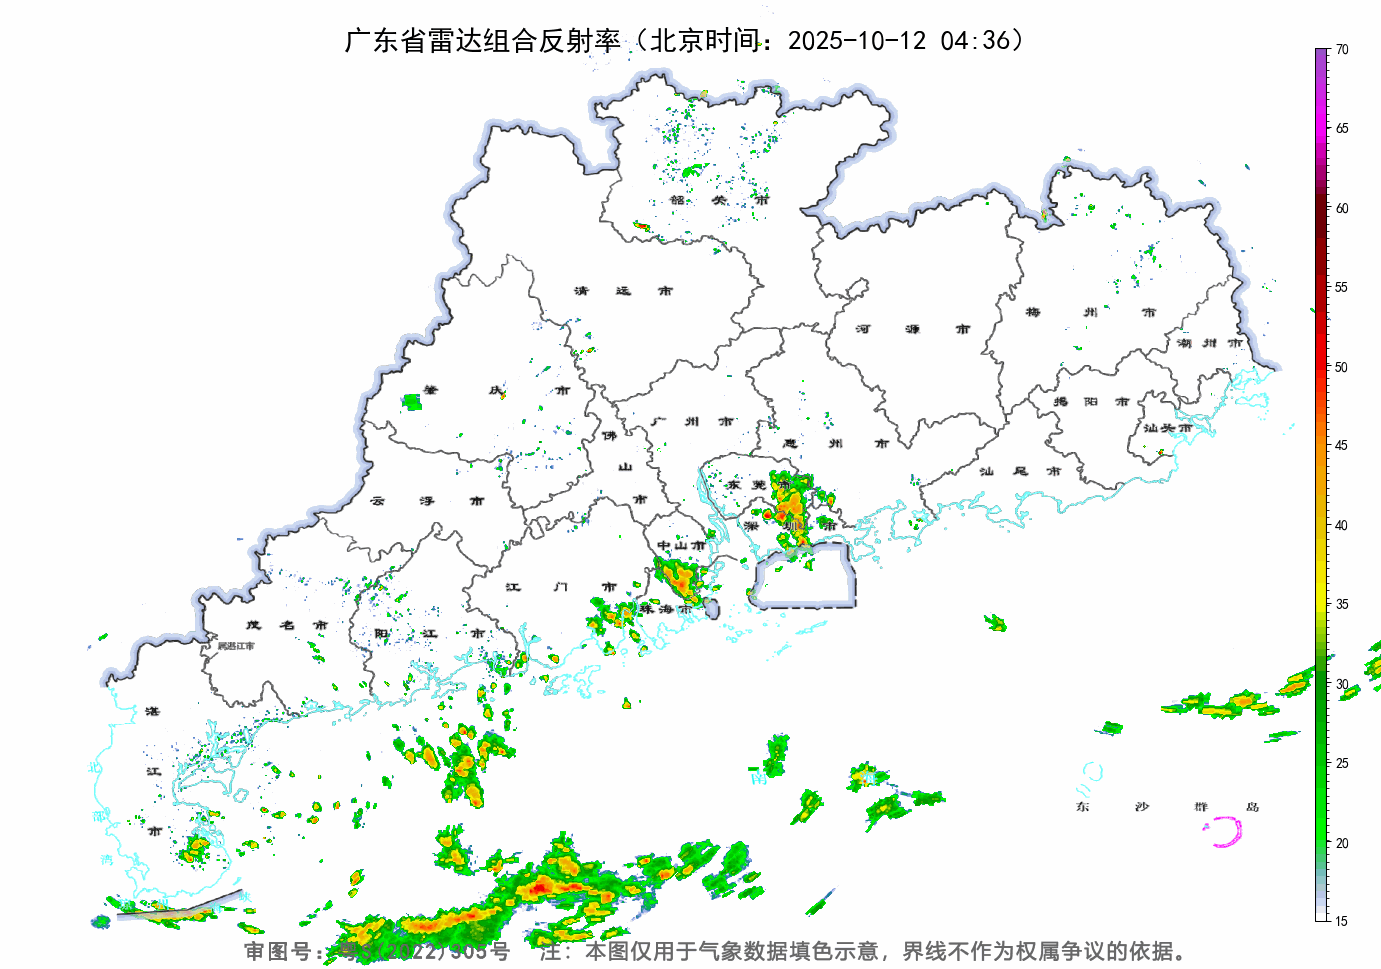 广东省雷达组合反射率（北京时间：2025-10-12 04:36）
70
65
60
55
50
45
40
35
30
25
20
15
韶关市
清远市
河源市
梅州市
潮州市
肇庆市
揭阳市
汕头市
广州市
佛山市
惠州市
汕尾市
云浮市
东莞市
深圳市
中山市
江门市
珠海市
茂名市
阳江市
属湛江市
湛江市
北部湾
南海
东沙群岛
审图号：粤S(2022)305号 注：本图仅用于气象数据填色示意，界线不作为权属争议的依据。